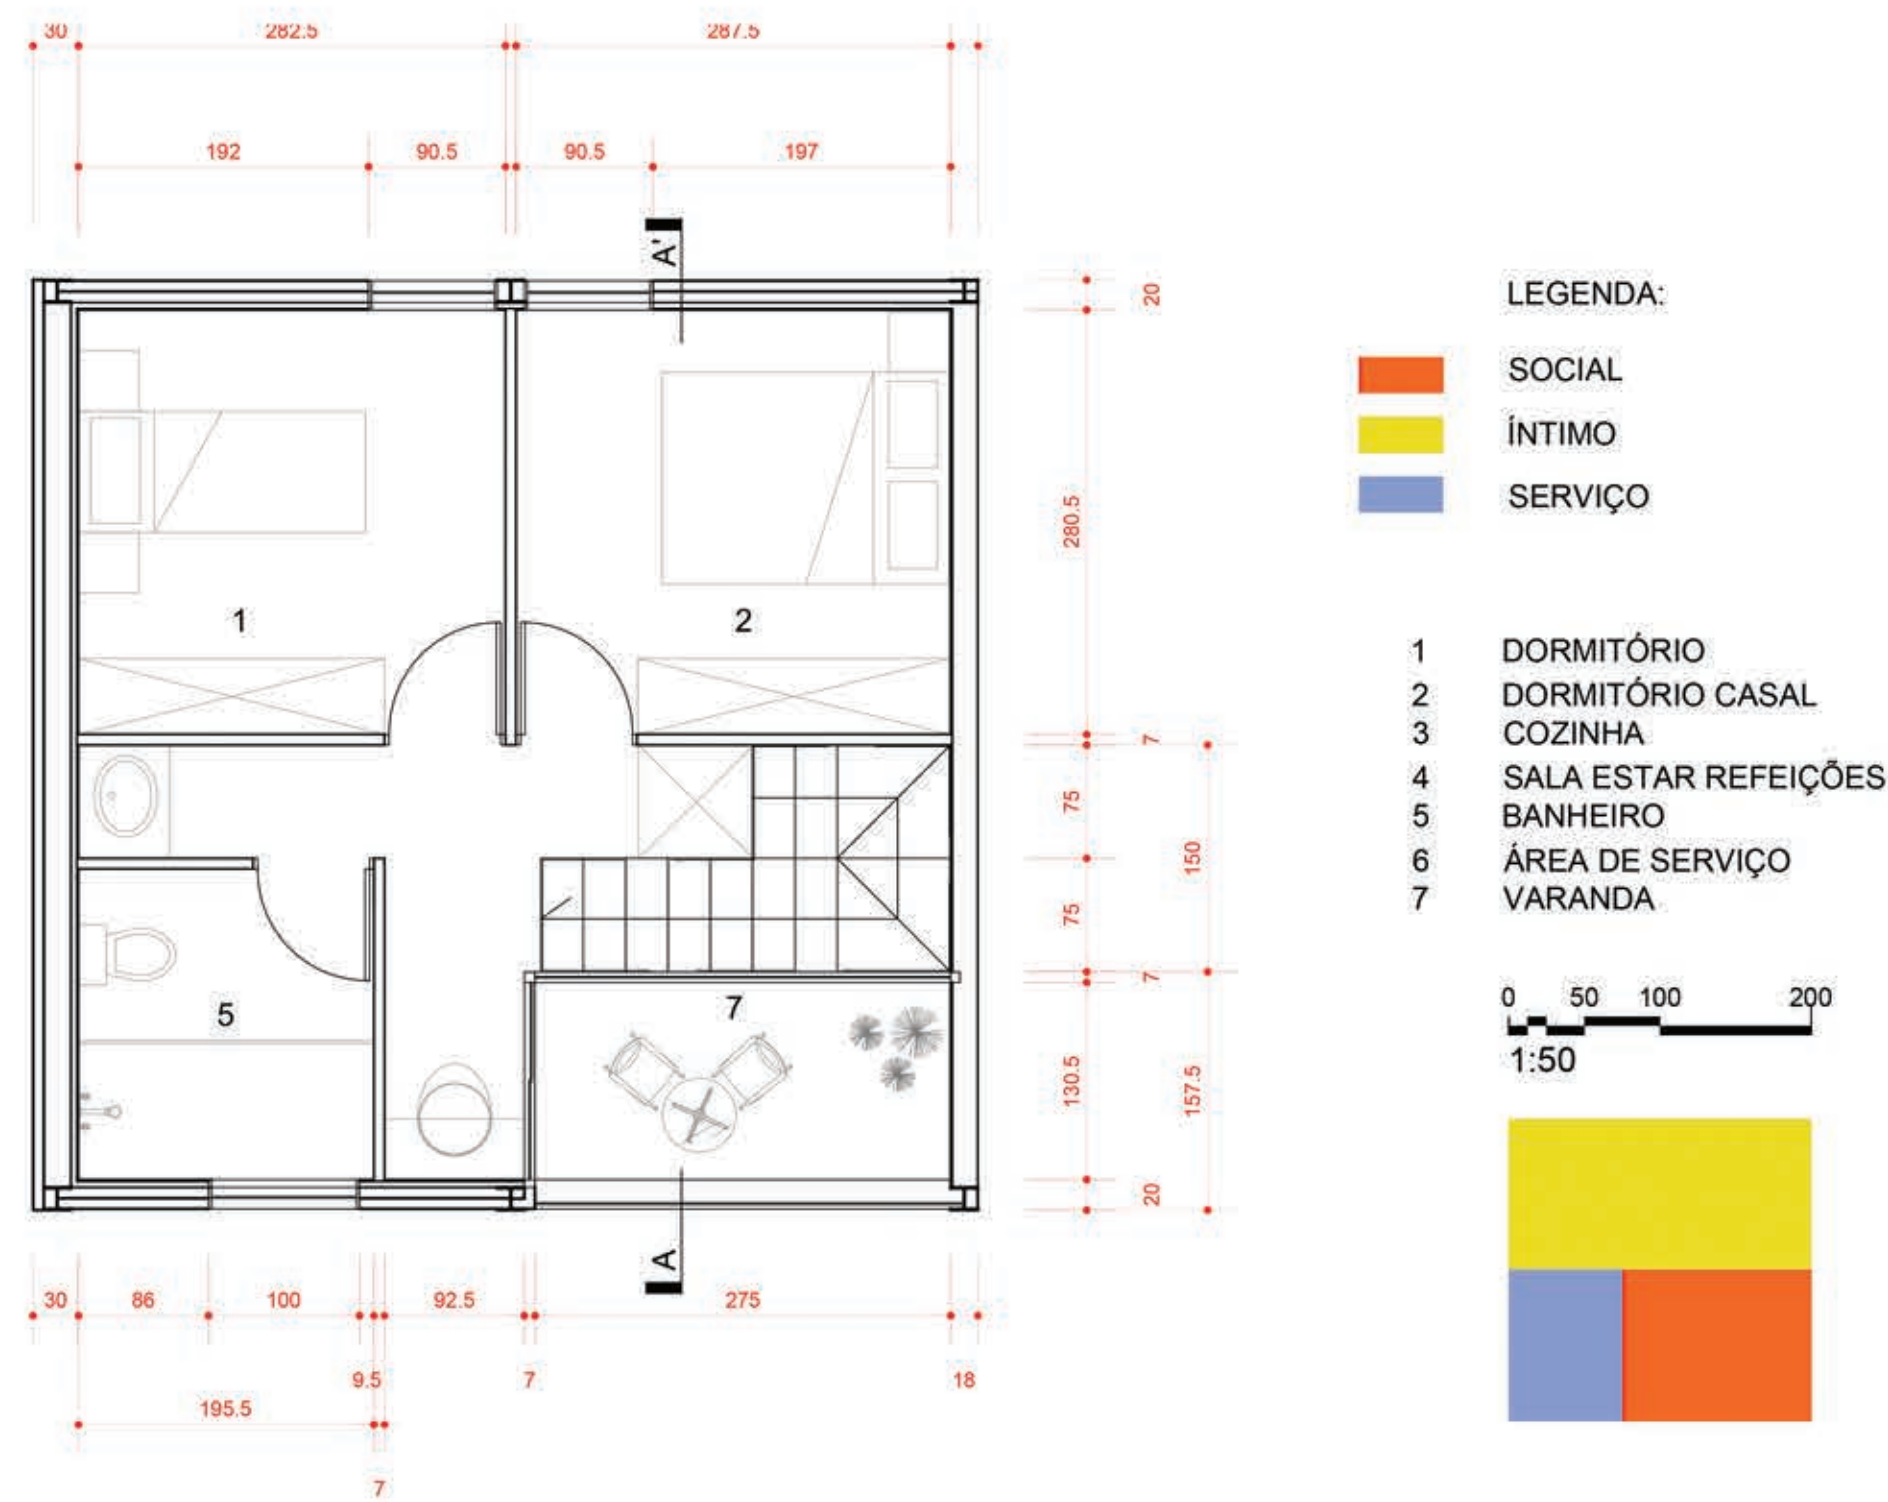 30 282.5 287.5
192 90.5 90.5 197
A'
20
LEGENDA:
SOCIAL
ÍNTIMO
SERVIÇO
280.5
1 2
1 DORMITÓRIO
2 DORMITÓRIO CASAL
3 COZINHA
4 SALA ESTAR REFEIÇÕES
5 BANHEIRO
6 ÁREA DE SERVIÇO
7 VARANDA
7
75
150
75
7
5 7
0 50 100 200
1:50
130.5
157.5
20
A
30 86 100 92.5 275
9.5 7 18
195.5
7